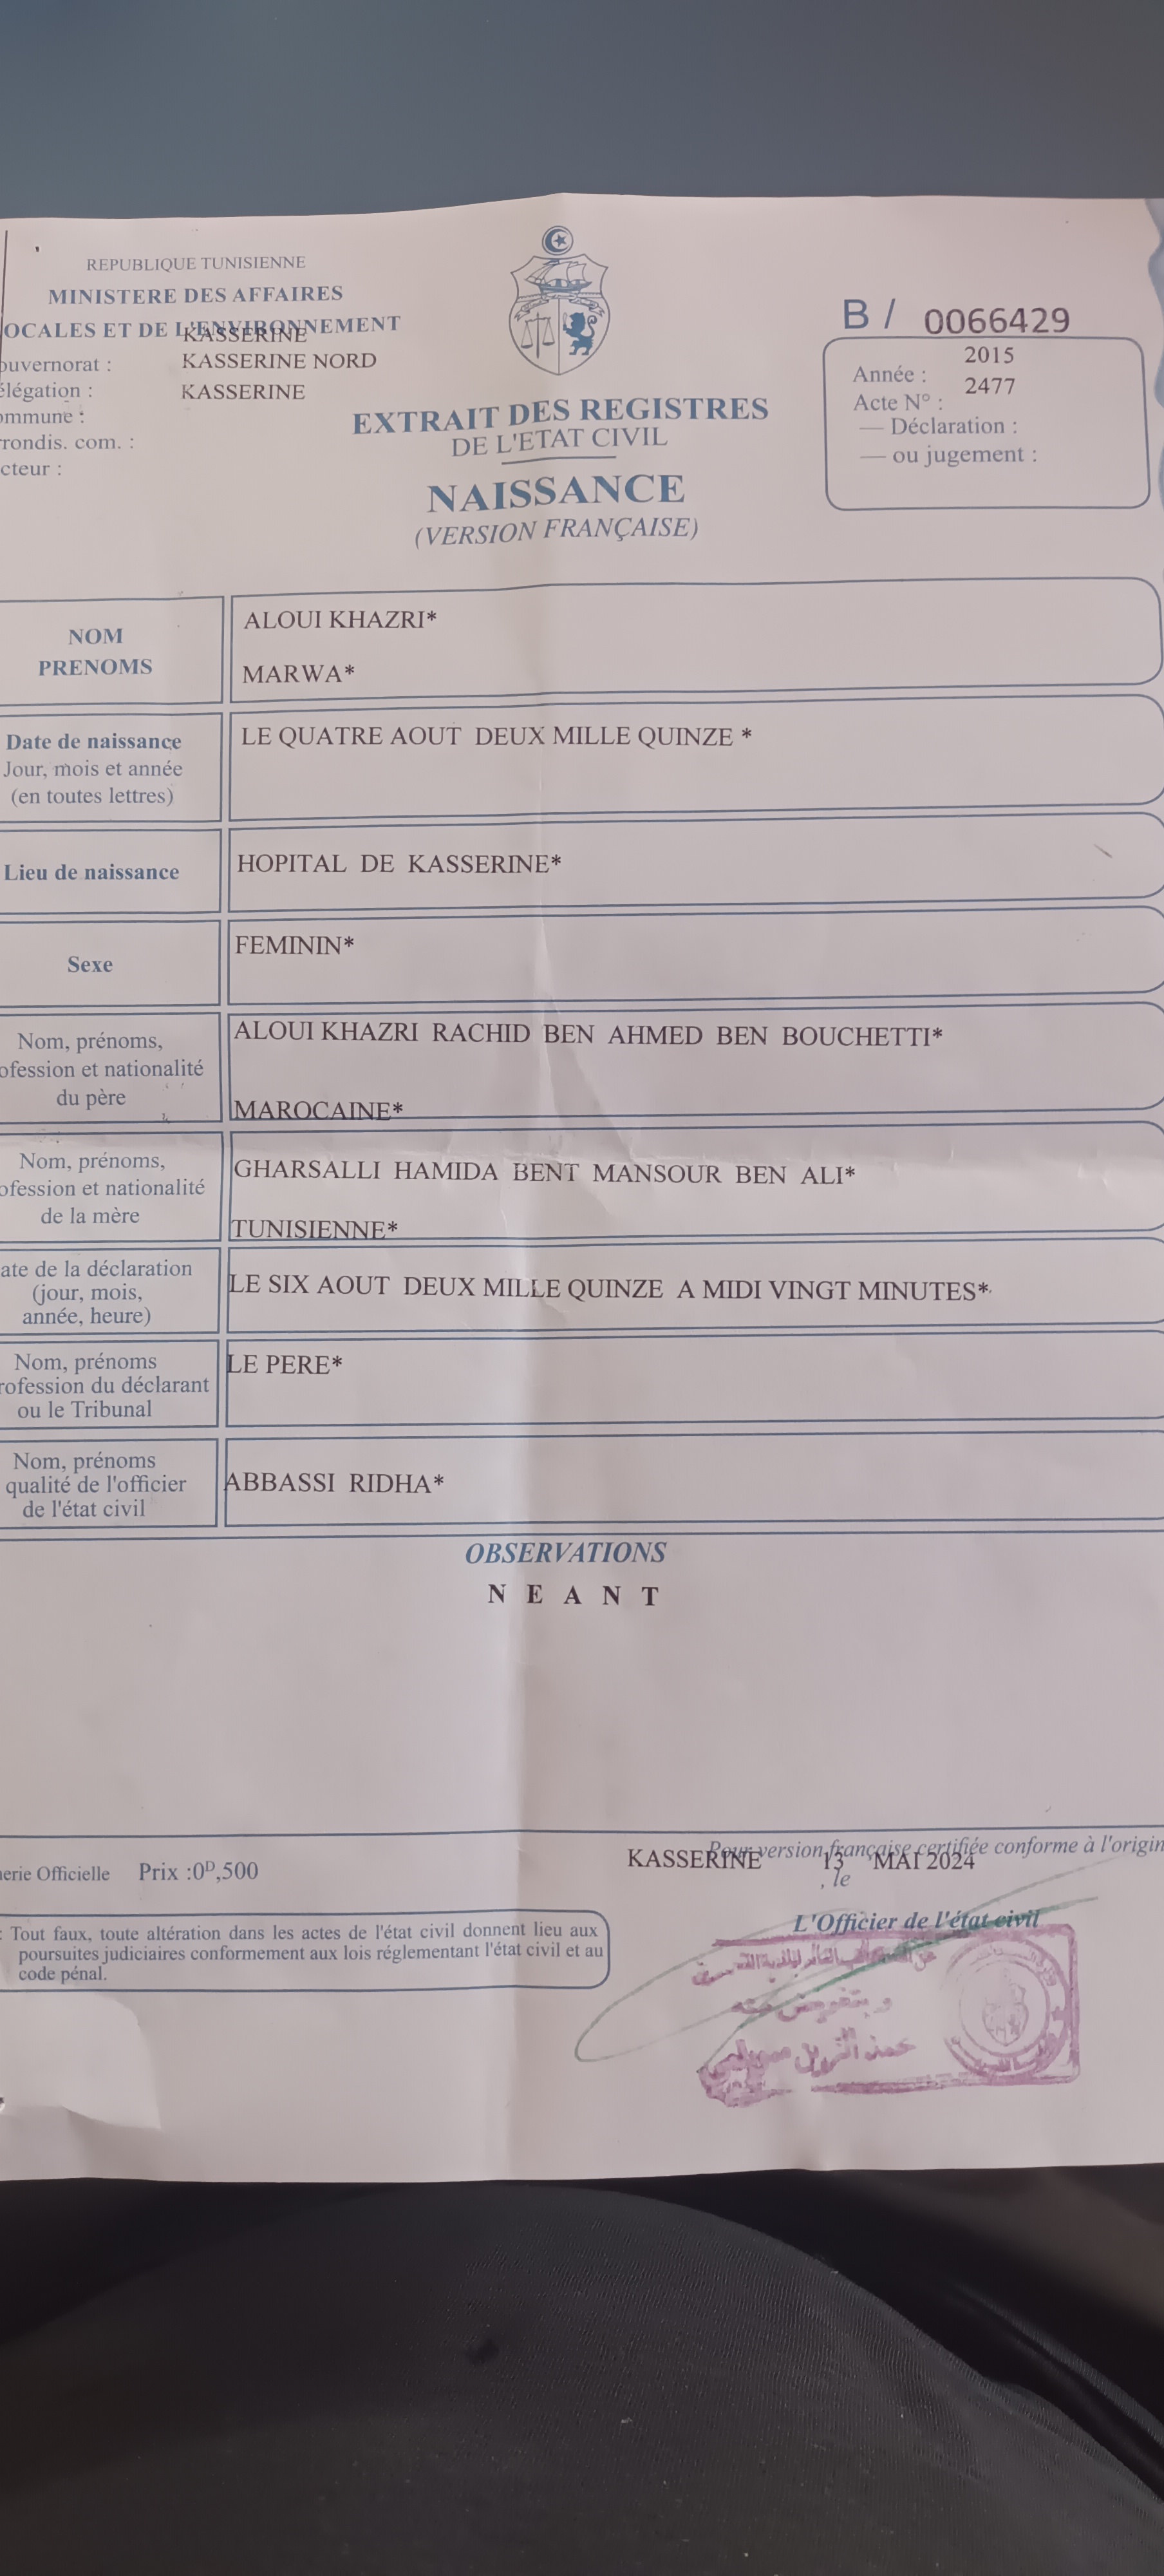 REPUBLIQUE TUNISIENNE
MINISTERE DES AFFAIRES
OCALES ET DE L'ENVIRONNEMENT
KASSERINE
ouvernorat :
KASSERINE NORD
élégation :
KASSERINE
ommune :
rrondis. com. :
cteur :
B / 0066429
2015
Année :
2477
Acte N° :
— Déclaration :
— ou jugement :
EXTRAIT DES REGISTRES
DE L'ETAT CIVIL
NAISSANCE
(VERSION FRANÇAISE)
NOM
PRENOMS
ALOUI KHAZRI*
MARWA*
Date de naissance
Jour, mois et année
(en toutes lettres)
LE QUATRE AOUT DEUX MILLE QUINZE *
Lieu de naissance
HOPITAL DE KASSERINE*
Sexe
FEMININ*
Nom, prénoms,
ofession et nationalité
du père
ALOUI KHAZRI RACHID BEN AHMED BEN BOUCHETTI*
MAROCAINE*
Nom, prénoms,
ofession et nationalité
de la mère
GHARSALLI HAMIDA BENT MANSOUR BEN ALI*
TUNISIENNE*
ate de la déclaration
(jour, mois,
année, heure)
LE SIX AOUT DEUX MILLE QUINZE A MIDI VINGT MINUTES*
Nom, prénoms
rofession du déclarant
ou le Tribunal
LE PERE*
Nom, prénoms
qualité de l'officier
de l'état civil
ABBASSI RIDHA*
OBSERVATIONS
N E A N T
Pour version française certifiée conforme à l'origin
KASSERINE 13 MAI 2024
, le
erie Officielle Prix :0D,500
L'Officier de l'état civil
: Tout faux, toute altération dans les actes de l'état civil donnent lieu aux
poursuites judiciaires conformement aux lois réglementant l'état civil et au
code pénal.